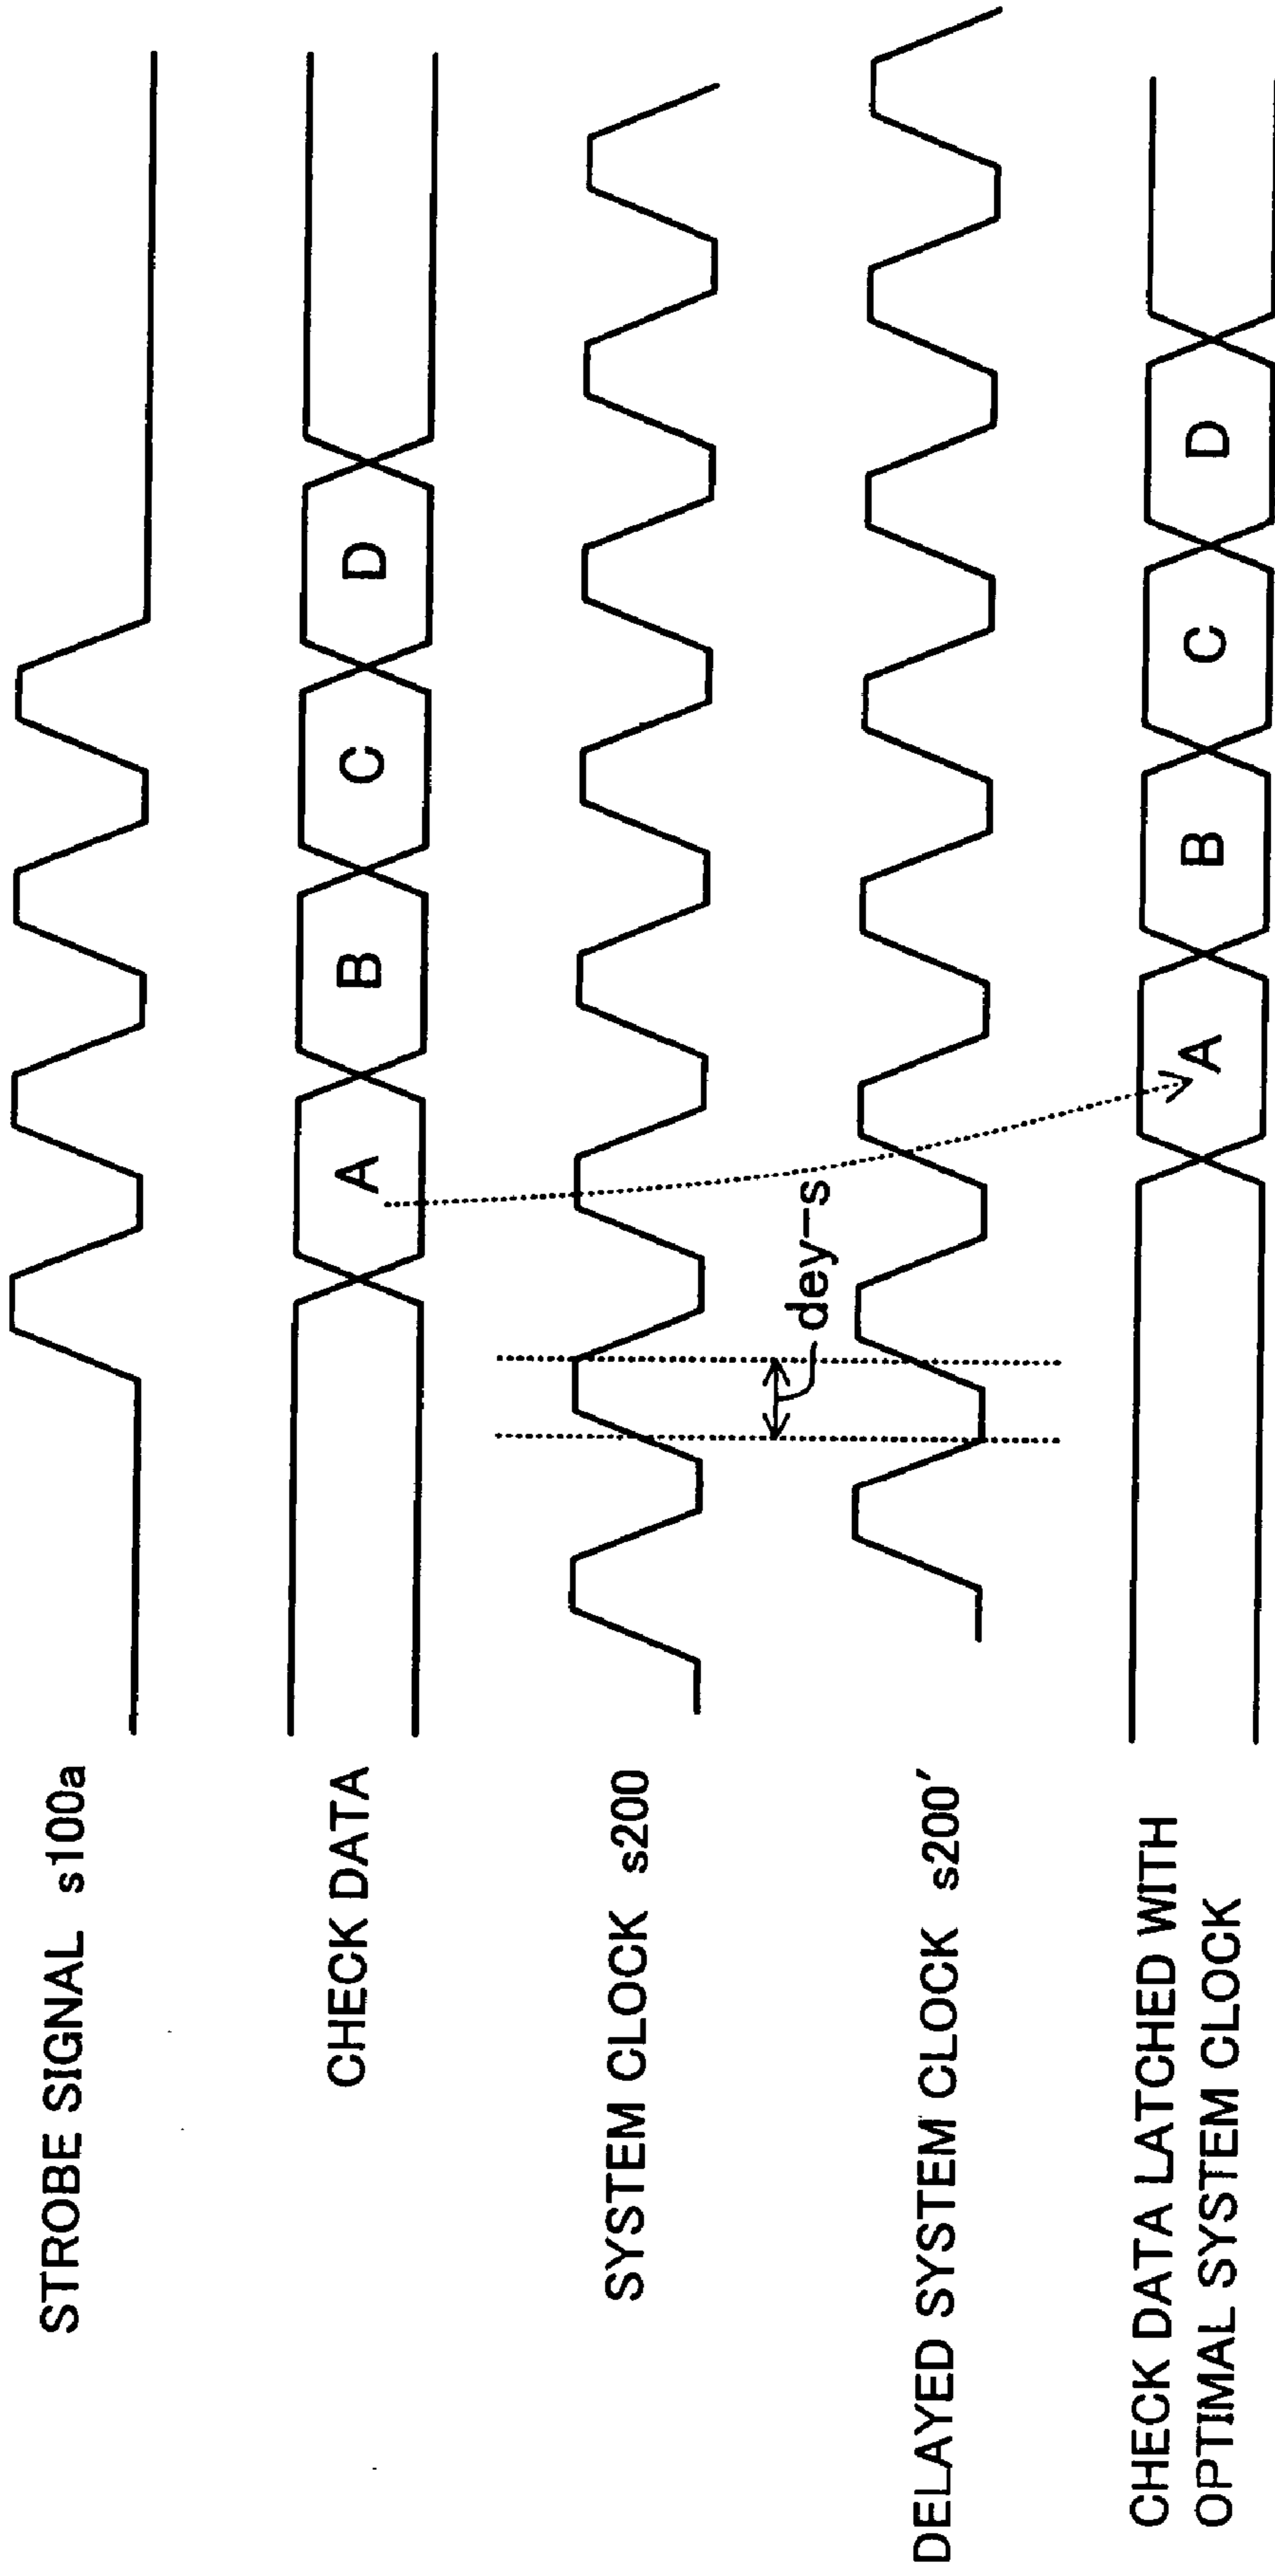 STROBE SIGNAL s100a
CHECK DATA
A B C D
SYSTEM CLOCK s200
dey-s
DELAYED SYSTEM CLOCK s200′
CHECK DATA LATCHED WITH
OPTIMAL SYSTEM CLOCK
A B C D